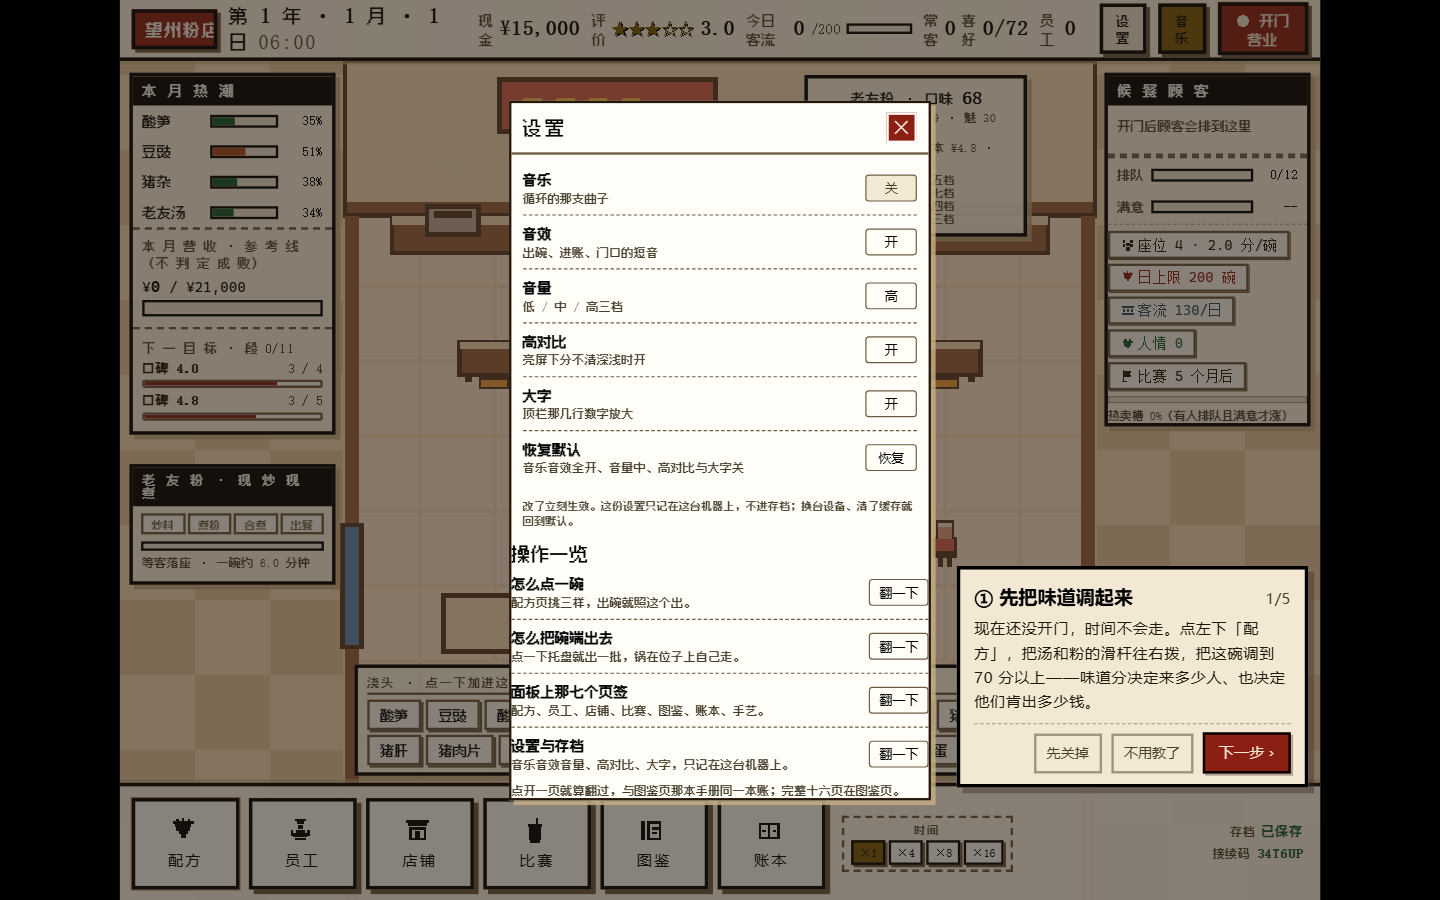 望州粉店
第 1 年 · 1 月 · 1
日 06:00
现金 ¥15,000
评价 ★★★☆☆ 3.0
今日客流 0 /200
常客 0
喜好 0/72
员工 0
设置
音乐
开门营业
本月热潮
酸笋 35%
豆豉 51%
猪杂 38%
老友汤 34%
本月营收 · 参考线
(不判定成败)
¥0 / ¥21,000
下一目标 · 段 0/11
口碑 4.0 3 / 4
口碑 4.8 3 / 5
老友粉 · 现炒现
煮
炒料 煮粉 合煮 出餐
等客落座 · 一碗约 6.0 分钟
老友粉 · 口味 68
· 魅 30
本 ¥4.8 ·
五档
七档
四档
三档
设置
音乐
循环的那支曲子
关
音效
出碗、进账、门口的短音
开
音量
低 / 中 / 高三档
高
高对比
亮屏下分不清深浅时开
开
大字
顶栏那几行数字放大
开
恢复默认
音乐音效全开、音量中、高对比与大字关
恢复
改了立刻生效。这份设置只记在这台机器上，不进存档；换台设备、清了缓存就
回到默认。
操作一览
怎么点一碗
配方页挑三样，出碗就照这个出。
翻一下
怎么把碗端出去
点一下托盘就出一批，锅在位子上自己走。
翻一下
面板上那七个页签
配方、员工、店铺、比赛、图鉴、账本、手艺。
翻一下
设置与存档
音乐音效音量、高对比、大字，只记在这台机器上。
翻一下
点开一页就算翻过，与图鉴页那本手册同一本账；完整十六页在图鉴页。
候餐顾客
开门后顾客会排到这里
排队 0/12
满意 --
座位 4 · 2.0 分/碗
日上限 200 碗
客流 130/日
人情 0
比赛 5 个月后
热卖槽 0%（有人排队且满意才涨）
浇头 · 点一下加进这
酸笋 豆豉 酸
猪肝 猪肉片
猪
蛋
① 先把味道调起来 1/5
现在还没开门，时间不会走。点左下「配
方」，把汤和粉的滑杆往右拨，把这碗调到
70 分以上——味道分决定来多少人、也决定
他们肯出多少钱。
先关掉 不用教了 下一步 ›
配方 员工 店铺 比赛 图鉴 账本
时间
×1 ×4 ×8 ×16
存档 已保存
接续码 34T6UP